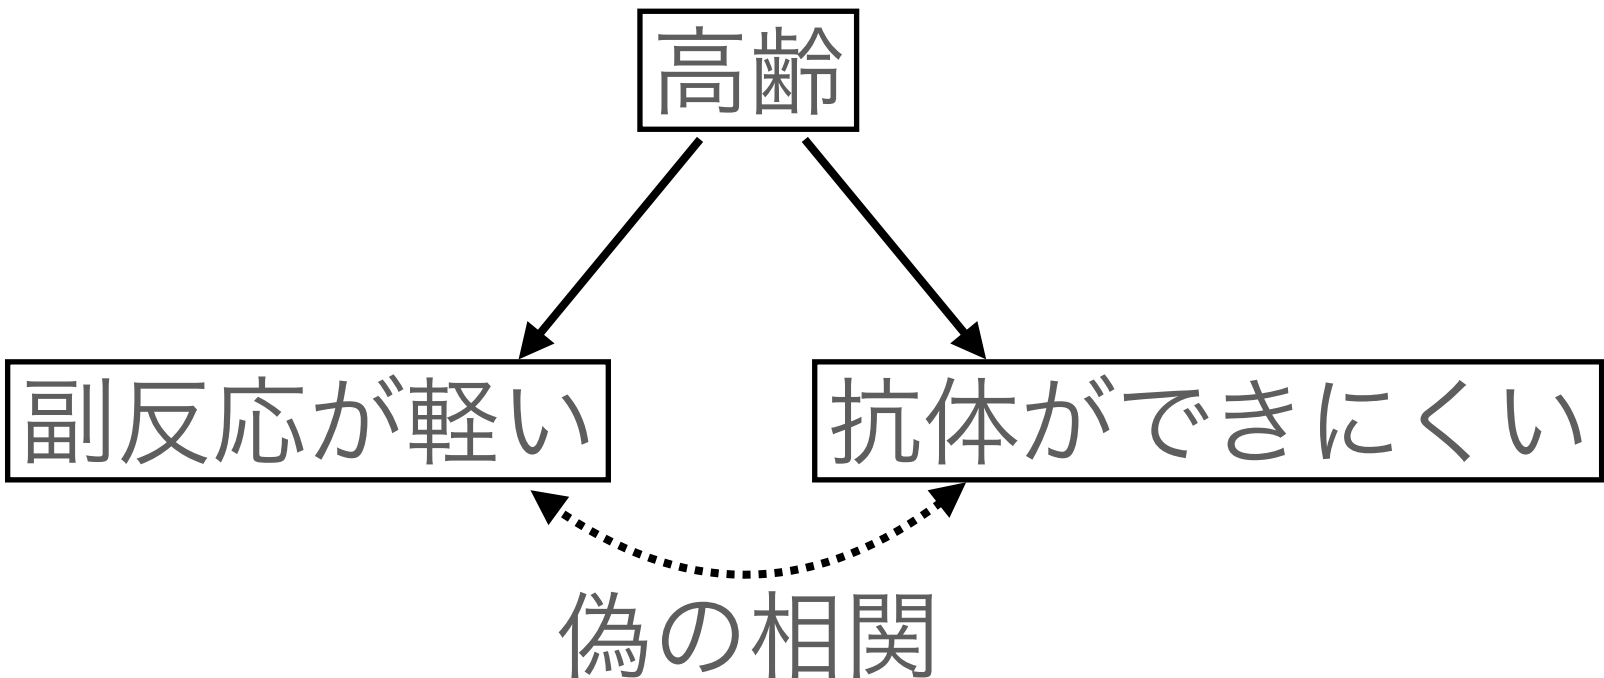 高齢
副反応が軽い
抗体ができにくい
偽の相関